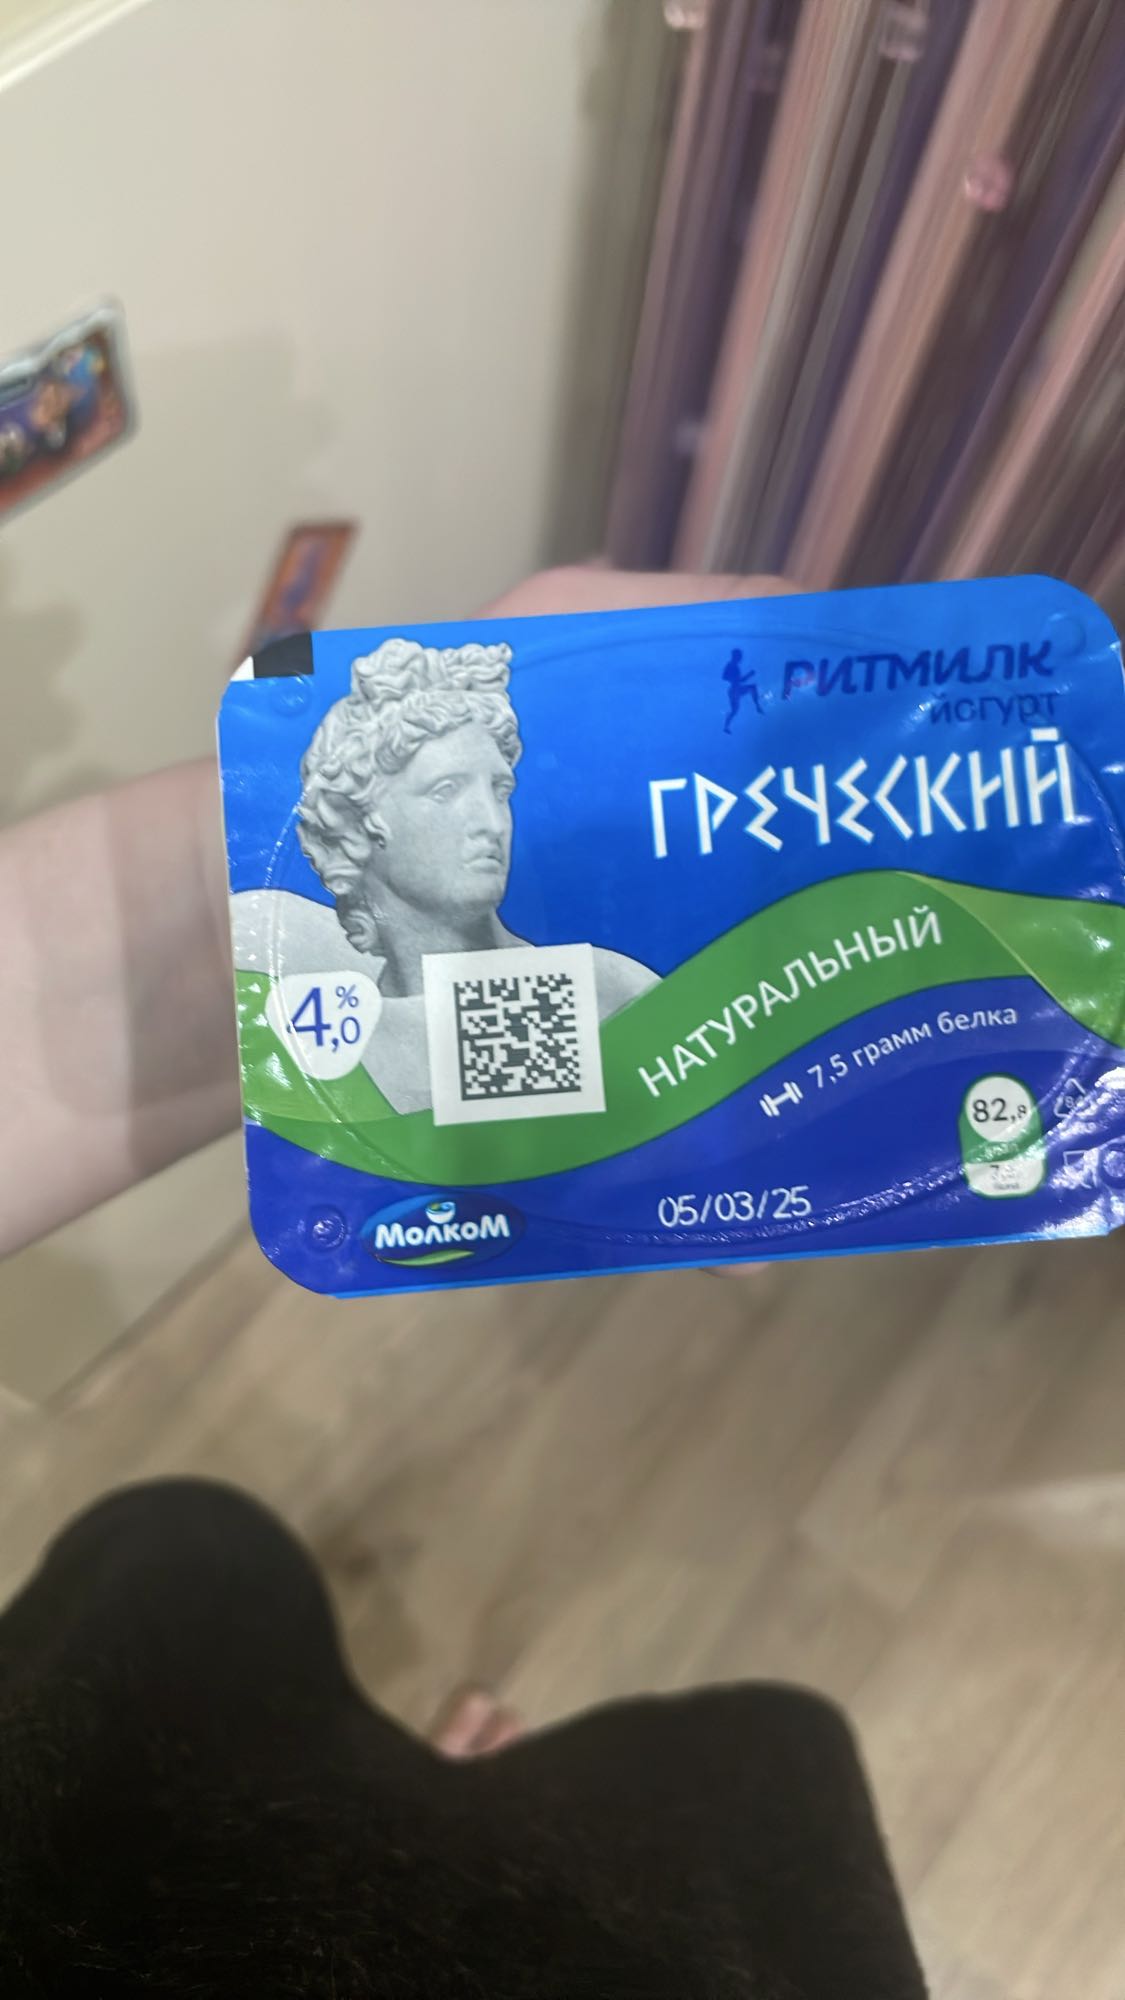 РИТМИЛК
йогурт
ГРЕЧЕСКИЙ
НАТУРАЛЬНЫЙ
4,0%
7,5 грамм белка
82,8
МОЛКОМ
05/03/25